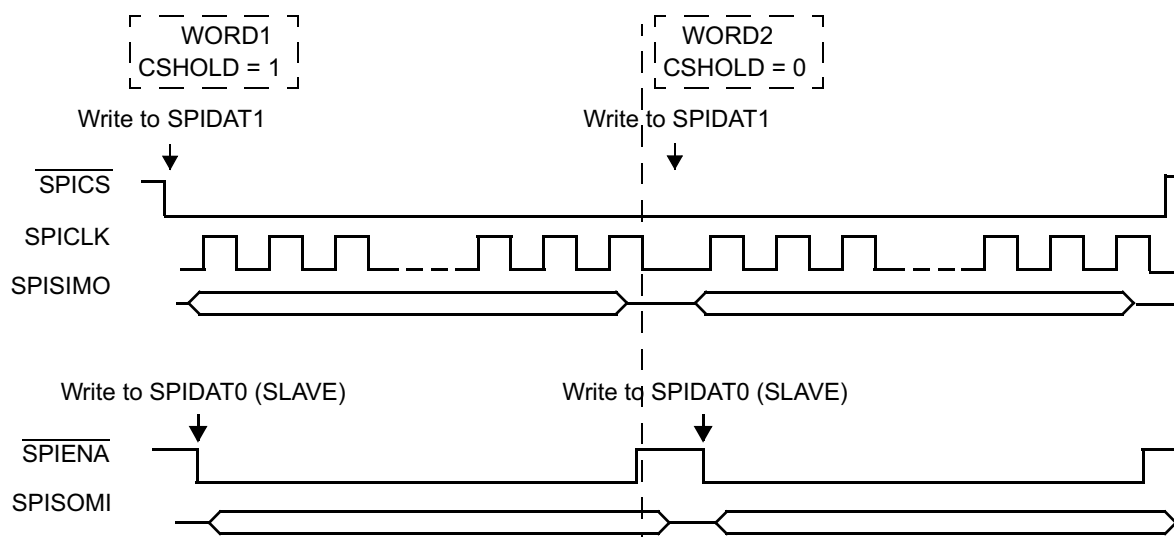 WORD1
CSHOLD = 1
WORD2
CSHOLD = 0
Write to SPIDAT1
Write to SPIDAT1
SPICS
SPICLK
SPISIMO
Write to SPIDAT0 (SLAVE)
Write to SPIDAT0 (SLAVE)
SPIENA
SPISOMI